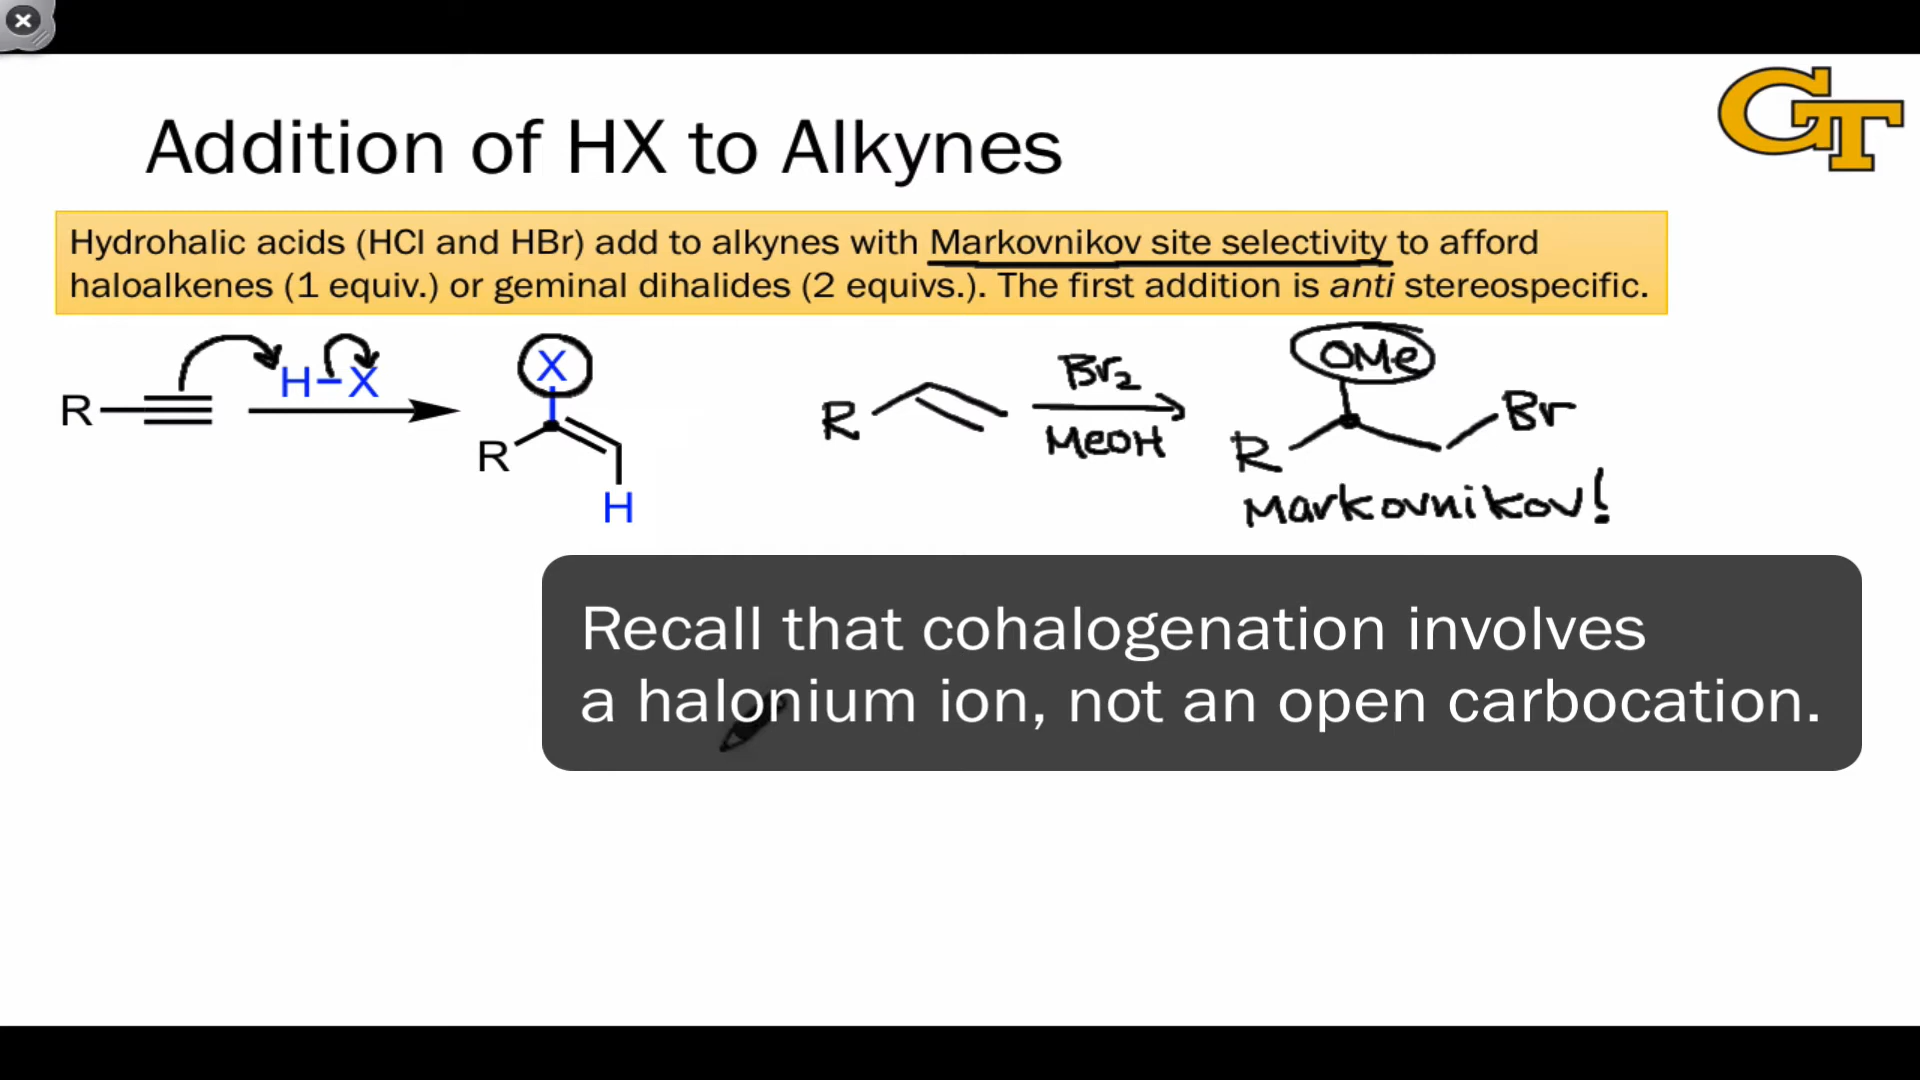 GT
Addition of HX to Alkynes
Hydrohalic acids (HCl and HBr) add to alkynes with Markovnikov site selectivity to afford
haloalkenes (1 equiv.) or geminal dihalides (2 equivs.). The first addition is anti stereospecific.
R H-X X R H
R Br₂ MeOH OMe R Br
Markovnikov!
Recall that cohalogenation involves
a halonium ion, not an open carbocation.